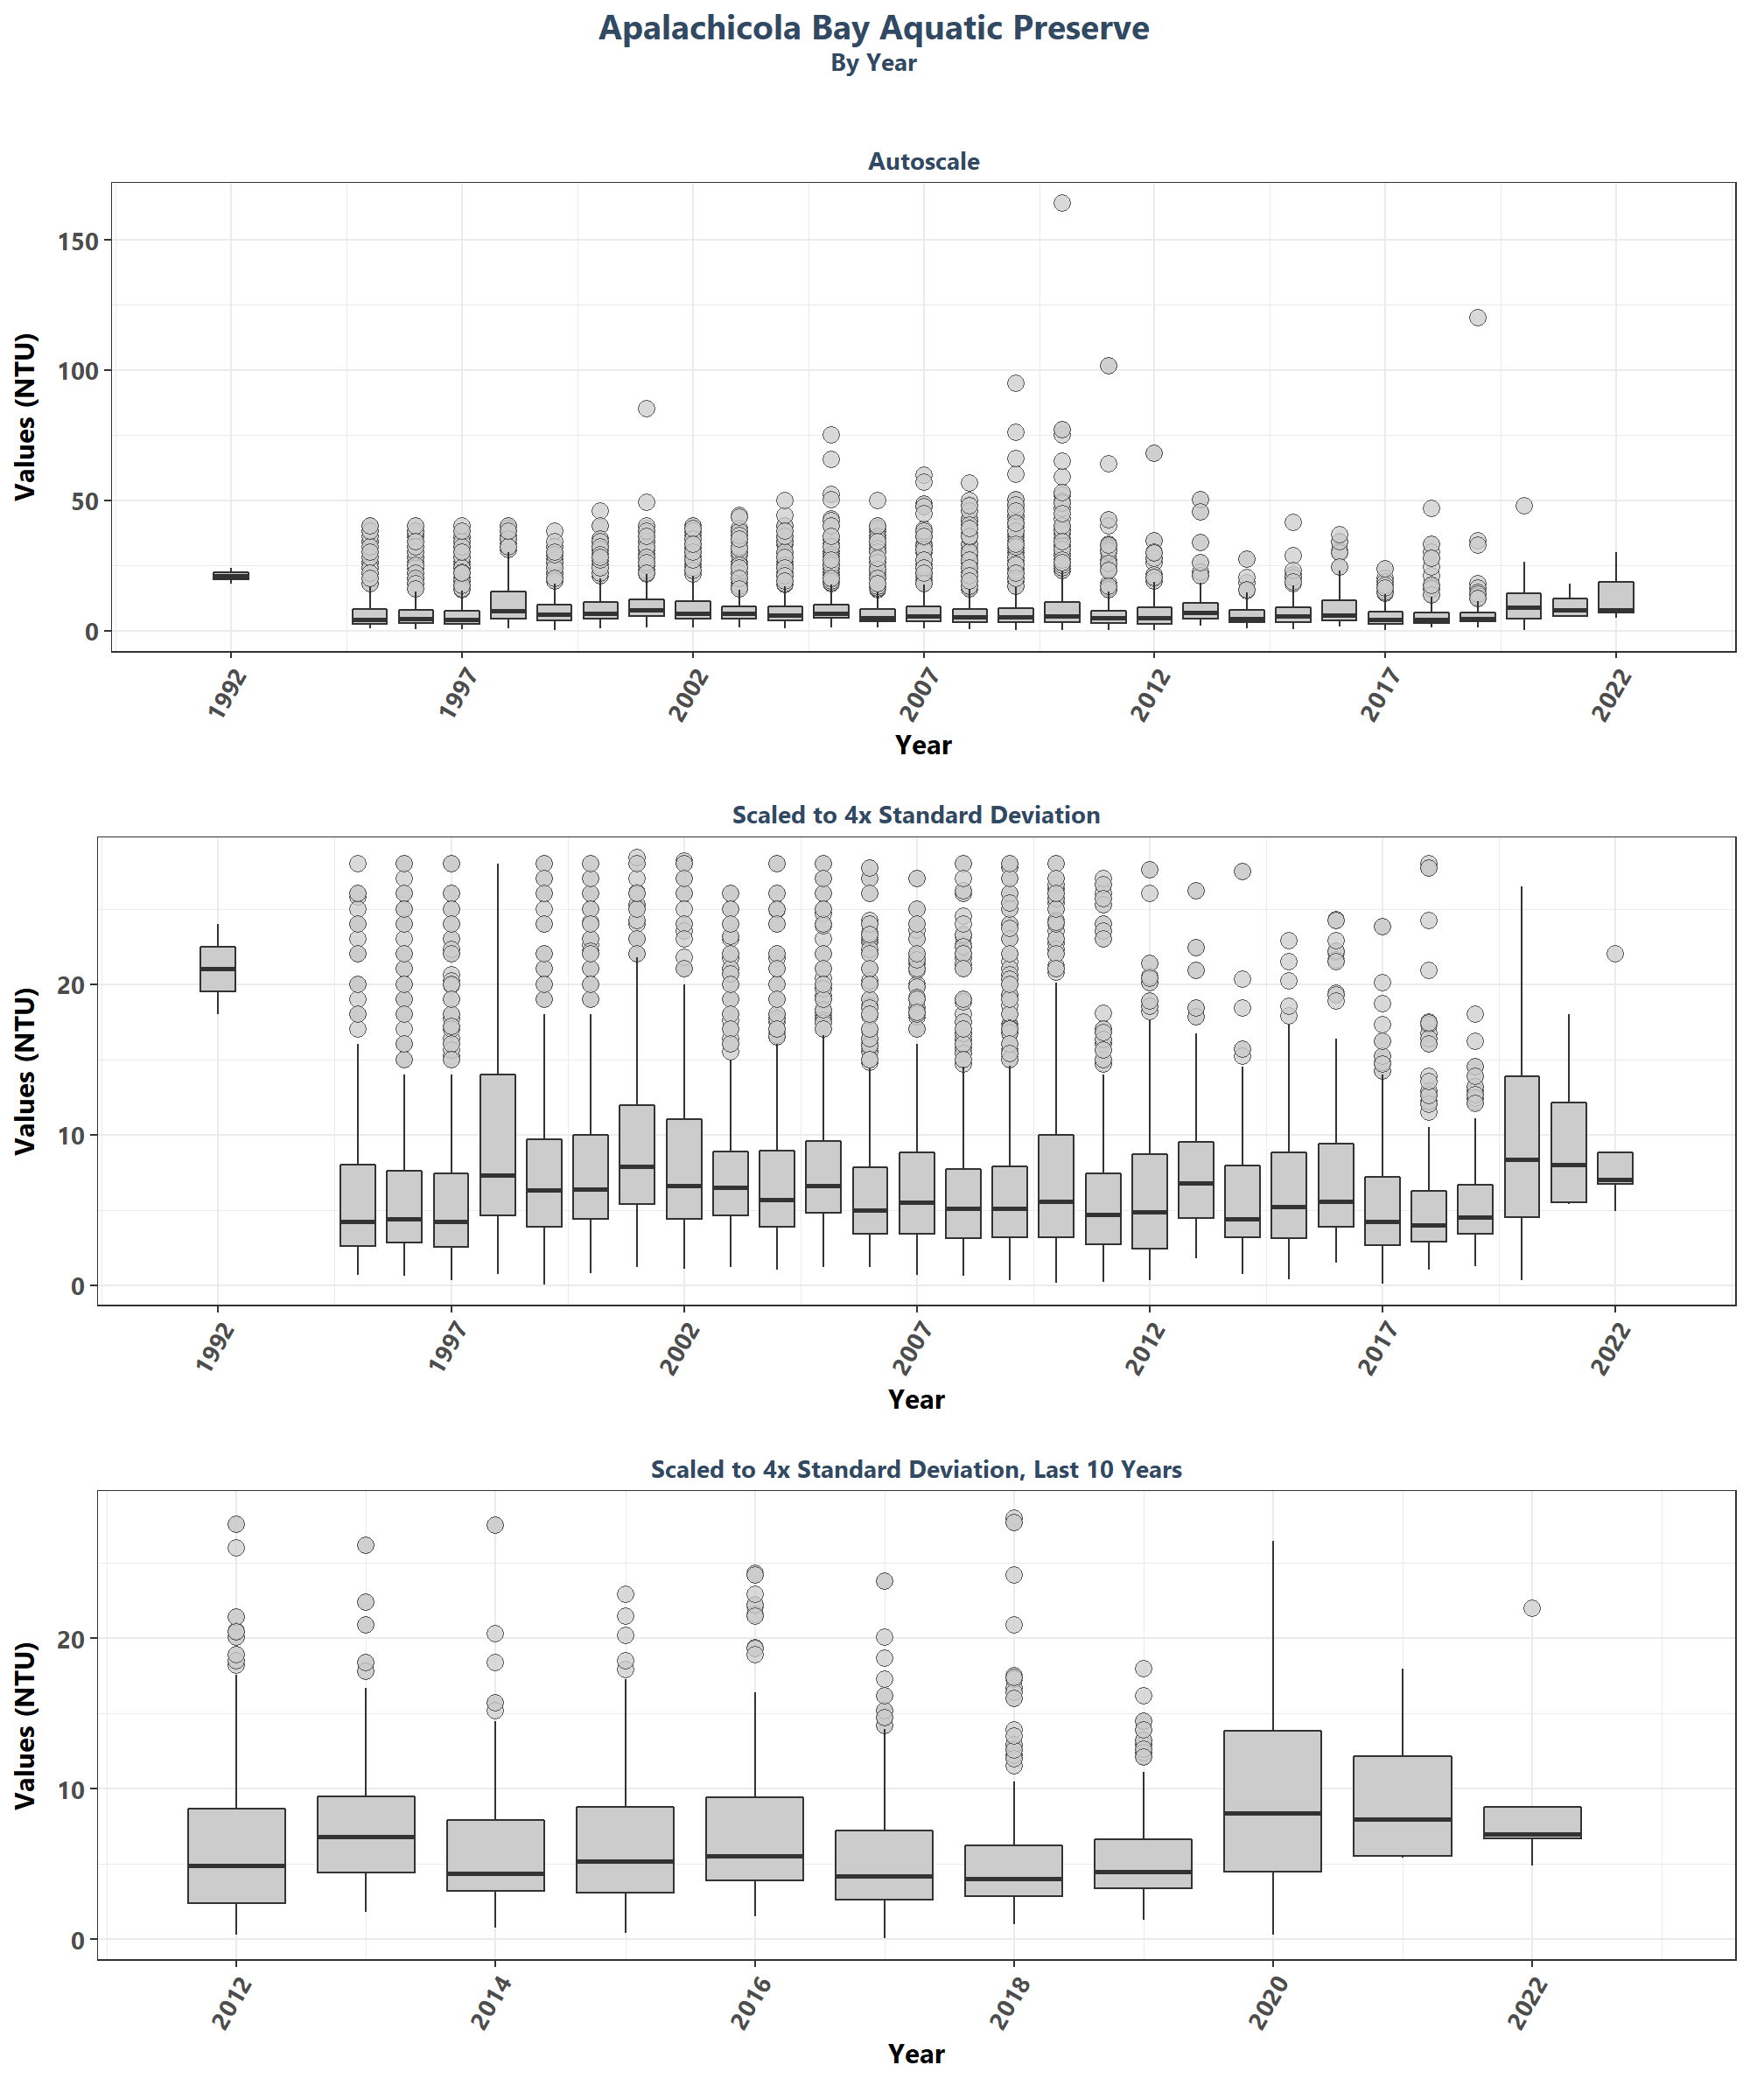 Apalachicola Bay Aquatic Preserve
By Year
Autoscale
Values (NTU)
150
100
50
0
1992
1997
2002
2007
2012
2017
2022
Year
Scaled to 4x Standard Deviation
Values (NTU)
20
10
0
1992
1997
2002
2007
2012
2017
2022
Year
Scaled to 4x Standard Deviation, Last 10 Years
Values (NTU)
20
10
0
2012
2014
2016
2018
2020
2022
Year